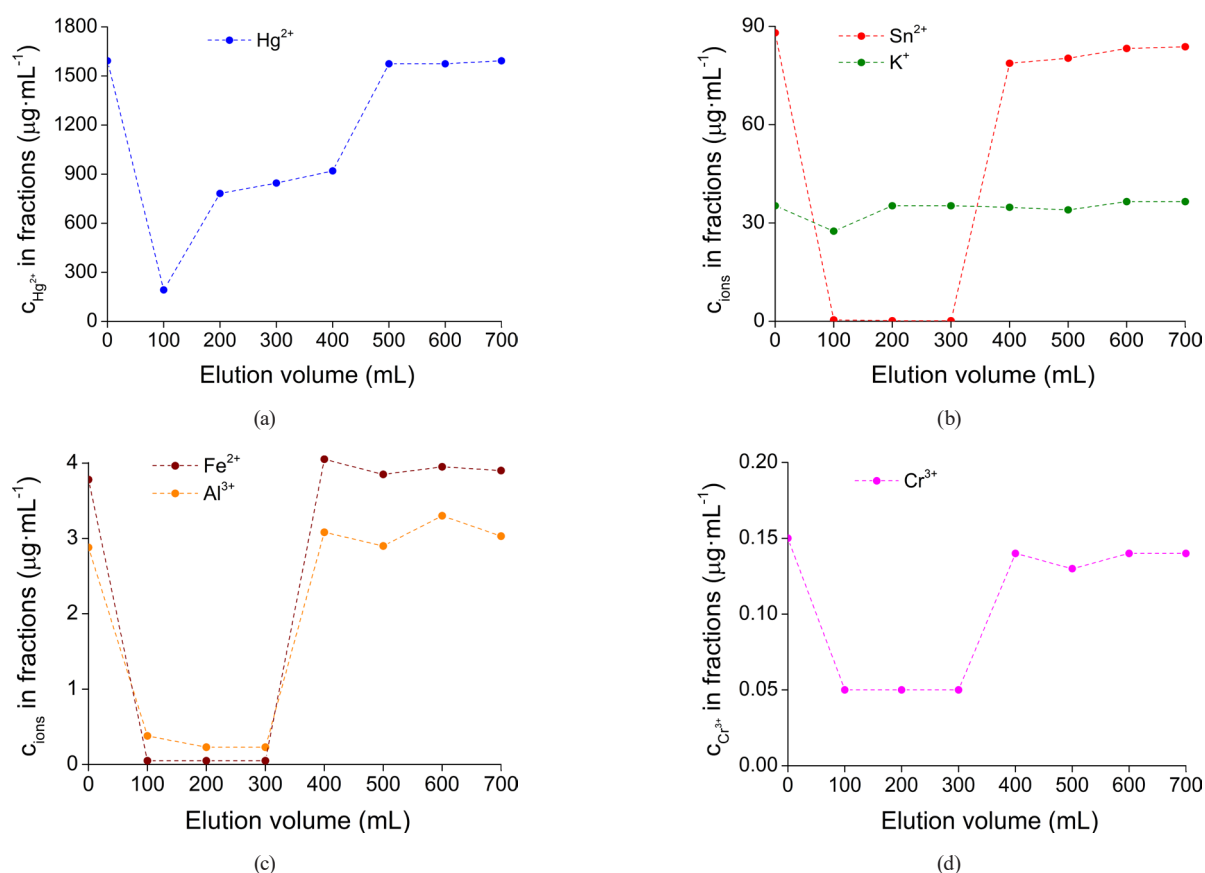 1800
1500
1200
900
600
300
0
c_Hg²⁺ in fractions (µg·mL⁻¹)
Hg²⁺
0 100 200 300 400 500 600 700
Elution volume (mL)
(a)
90
60
30
0
c_ions in fractions (µg·mL⁻¹)
Sn²⁺
K⁺
0 100 200 300 400 500 600 700
Elution volume (mL)
(b)
4
3
2
1
0
c_ions in fractions (µg·mL⁻¹)
Fe²⁺
Al³⁺
0 100 200 300 400 500 600 700
Elution volume (mL)
(c)
0.20
0.15
0.10
0.05
0.00
c_Cr³⁺ in fractions (µg·mL⁻¹)
Cr³⁺
0 100 200 300 400 500 600 700
Elution volume (mL)
(d)